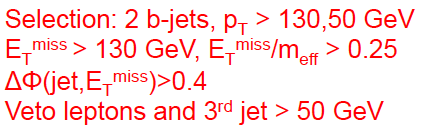 Selection: 2 b-jets, pT > 130,50 GeV
ETmiss > 130 GeV, ETmiss/meff > 0.25
ΔΦ(jet,ETmiss)>0.4
Veto leptons and 3rd jet > 50 GeV